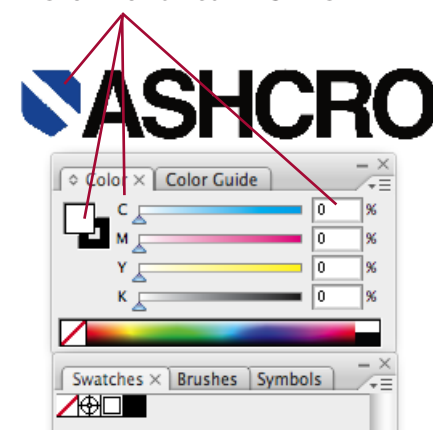 ASHCRO
Color Color Guide
C 0 %
M 0 %
Y 0 %
K 0 %
Swatches Brushes Symbols